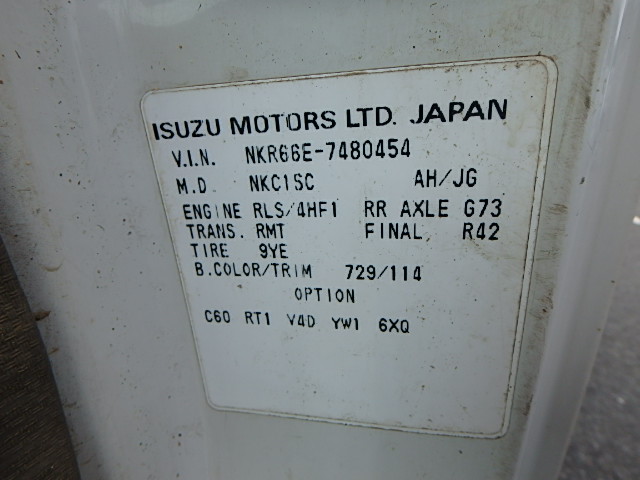 ISUZU MOTORS LTD. JAPAN
V.I.N. NKR66E-7480454
M.D NKC1SC AH/JG
ENGINE RLS/4HF1 RR AXLE G73
TRANS. RMT FINAL, R42
TIRE 9YE
B.COLOR/TRIM 729/114
OPTION
C60 RT1 V4D YW1 6XQ